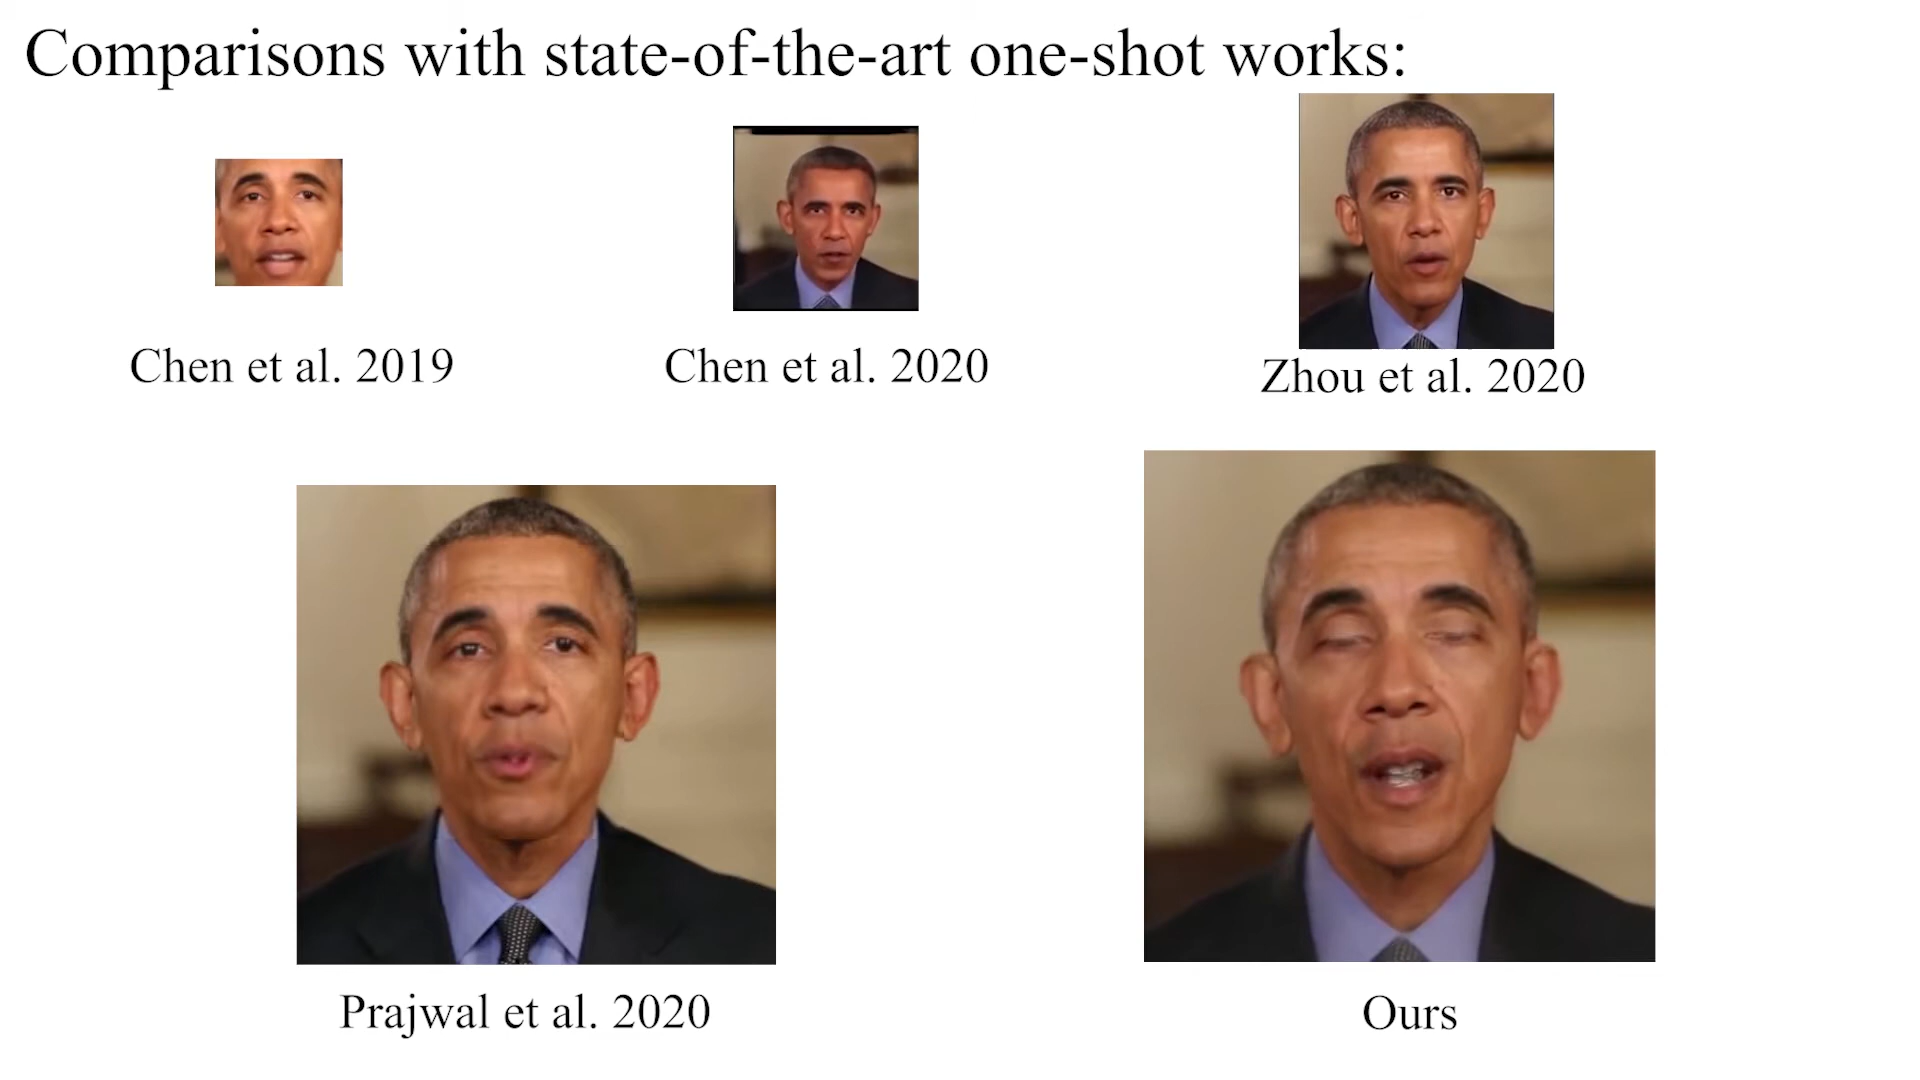 Comparisons with state-of-the-art one-shot works:
Chen et al. 2019
Chen et al. 2020
Zhou et al. 2020
Prajwal et al. 2020
Ours